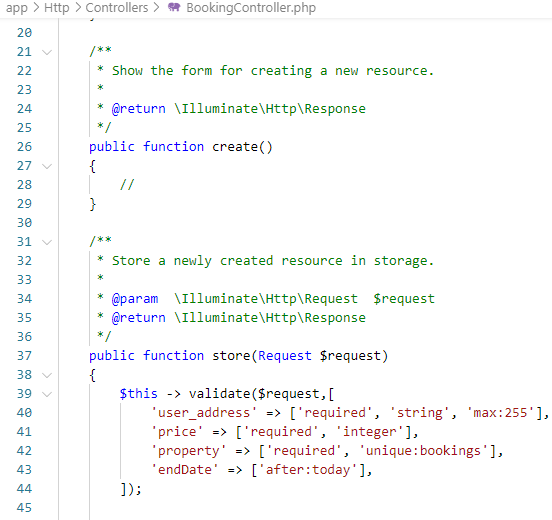 app > Http > Controllers > BookingController.php
20
21 /**
22 * Show the form for creating a new resource.
23 *
24 * @return \Illuminate\Http\Response
25 */
26 public function create()
27 {
28 //
29 }
30
31 /**
32 * Store a newly created resource in storage.
33 *
34 * @param  \Illuminate\Http\Request  $request
35 * @return \Illuminate\Http\Response
36 */
37 public function store(Request $request)
38 {
39 $this -> validate($request,[
40 'user_address' => ['required', 'string', 'max:255'],
41 'price' => ['required', 'integer'],
42 'property' => ['required', 'unique:bookings'],
43 'endDate' => ['after:today'],
44 ]);
45